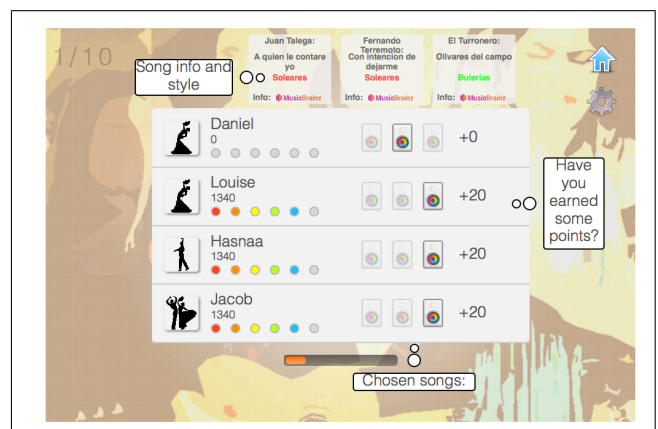 1/10
Juan Talega:
A quien le contare
yo
Soleares
Info: MusicBrainz
Fernando
Terremoto:
Con intencion de
dejarme
Soleares
Info: MusicBrainz
El Turronero:
Olivares del campo
Bulerías
Info: MusicBrainz
Song info and
style
Daniel
0
+0
Louise
1340
+20
Have
you
earned
some
points?
Hasnaa
1340
+20
Jacob
1340
+20
Chosen songs: